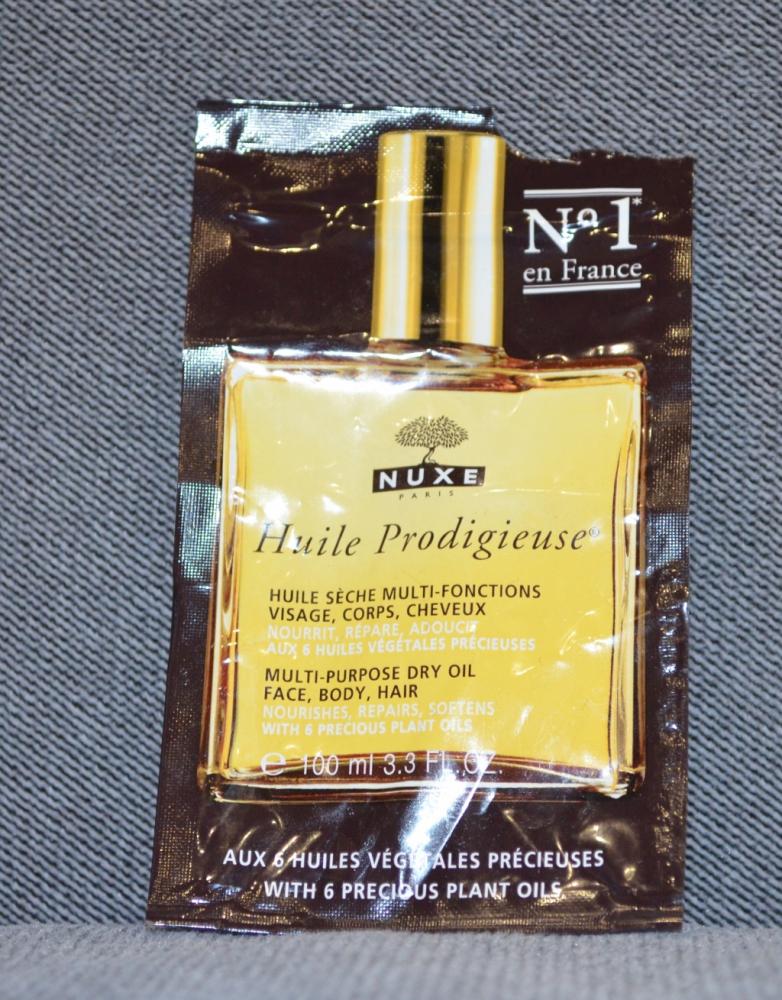 Nº1*
en France
NUXE
PARIS
Huile Prodigieuse®
HUILE SÈCHE MULTI-FONCTIONS
VISAGE, CORPS, CHEVEUX
NOURRIT, RÉPARE, ADOUCIT
AUX 6 HUILES VÉGÉTALES PRÉCIEUSES
MULTI-PURPOSE DRY OIL
FACE, BODY, HAIR
NOURISHES, REPAIRS, SOFTENS
WITH 6 PRECIOUS PLANT OILS
℮ 100 ml 3.3 FL.OZ.
AUX 6 HUILES VÉGÉTALES PRÉCIEUSES
WITH 6 PRECIOUS PLANT OILS